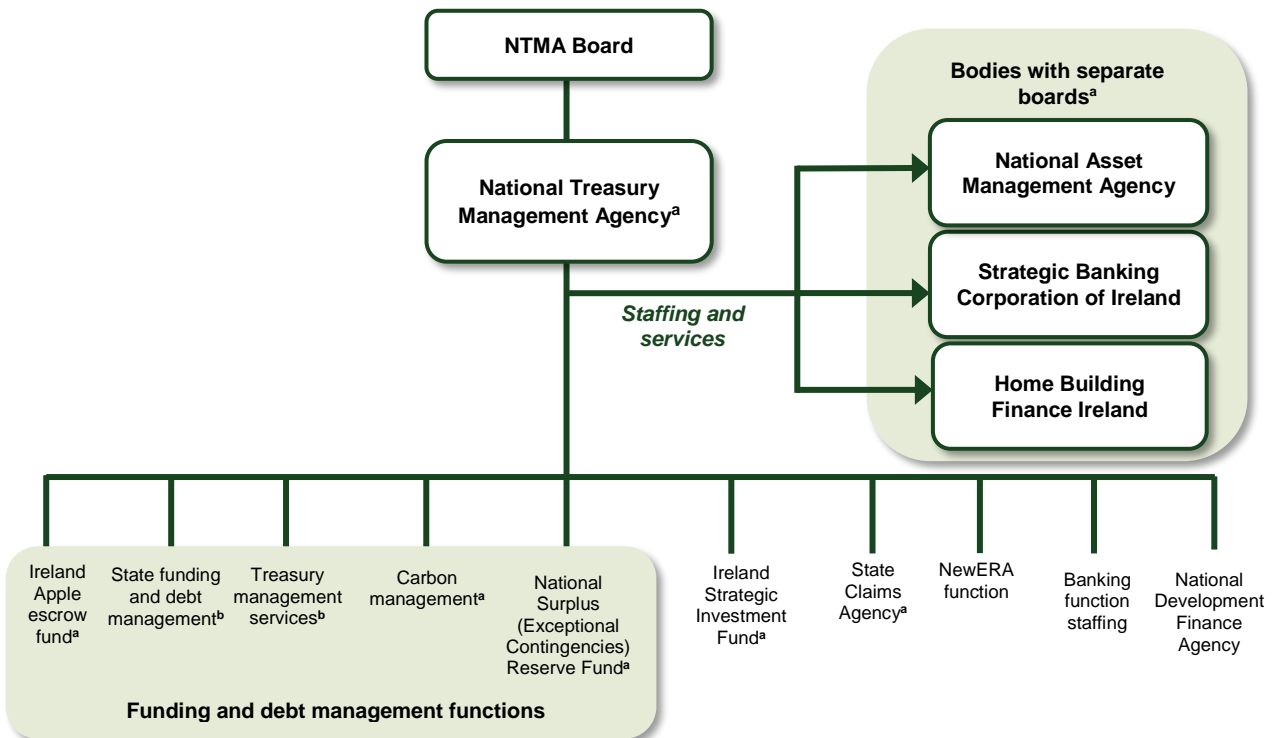 NTMA Board
National Treasury
Management Agencyᵃ
Bodies with separate
boardsᵃ
National Asset
Management Agency
Strategic Banking
Corporation of Ireland
Home Building
Finance Ireland
Staffing and
services
Ireland
Apple
escrow
fundᵃ
State funding
and debt
managementᵇ
Treasury
management
servicesᵇ
Carbon
managementᵃ
National
Surplus
(Exceptional
Contingencies)
Reserve Fundᵃ
Funding and debt management functions
Ireland
Strategic
Investment
Fundᵃ
State
Claims
Agencyᵃ
NewERA
function
Banking
function
staffing
National
Development
Finance
Agency